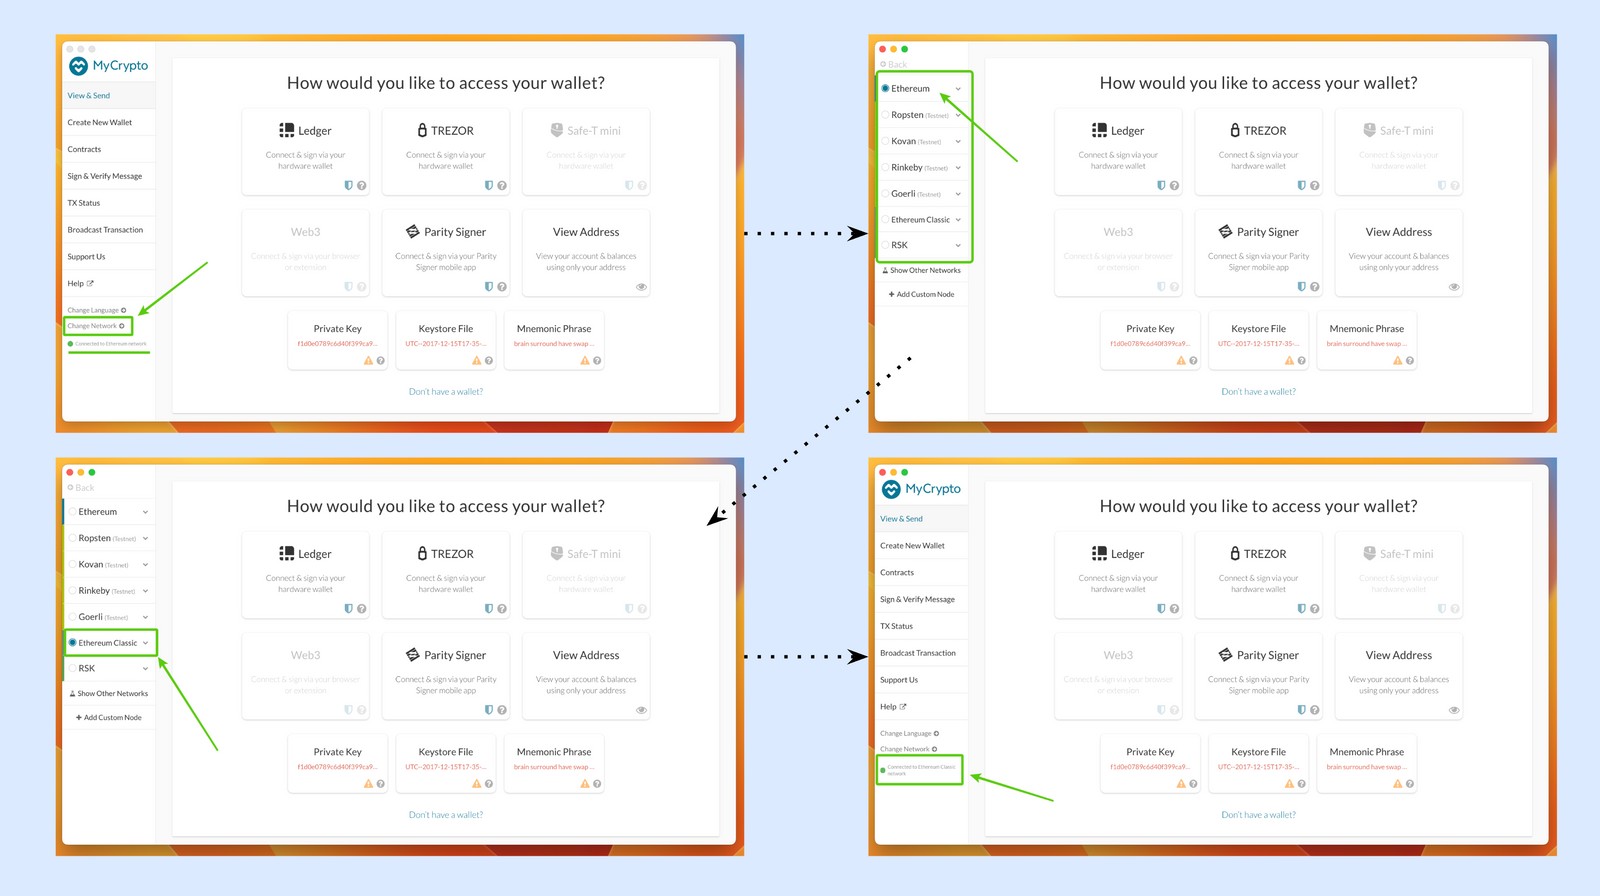 MyCrypto
View & Send
Create New Wallet
Contracts
Sign & Verify Message
TX Status
Broadcast Transaction
Support Us
Help
Change Language
Change Network
Connected to Ethereum network
How would you like to access your wallet?
Ledger
Connect & sign via your
hardware wallet
TREZOR
Connect & sign via your
hardware wallet
Safe-T mini
Connect & sign via your
hardware wallet
Web3
Connect & sign via your browser
or extension
Parity Signer
Connect & sign via your Parity
Signer mobile app
View Address
View your account & balances
using only your address
Private Key
f1d0e0789c6d40f399ca9...
Keystore File
UTC--2017-12-15T17-35-...
Mnemonic Phrase
brain surround have swap ...
Don't have a wallet?
Back
Ethereum
Ropsten (Testnet)
Kovan (Testnet)
Rinkeby (Testnet)
Goerli (Testnet)
Ethereum Classic
RSK
Show Other Networks
Add Custom Node
How would you like to access your wallet?
Ledger
Connect & sign via your
hardware wallet
TREZOR
Connect & sign via your
hardware wallet
Safe-T mini
Connect & sign via your
hardware wallet
Web3
Connect & sign via your browser
or extension
Parity Signer
Connect & sign via your Parity
Signer mobile app
View Address
View your account & balances
using only your address
Private Key
f1d0e0789c6d40f399ca9...
Keystore File
UTC--2017-12-15T17-35-...
Mnemonic Phrase
brain surround have swap ...
Don't have a wallet?
Back
Ethereum
Ropsten (Testnet)
Kovan (Testnet)
Rinkeby (Testnet)
Goerli (Testnet)
Ethereum Classic
RSK
Show Other Networks
Add Custom Node
How would you like to access your wallet?
Ledger
Connect & sign via your
hardware wallet
TREZOR
Connect & sign via your
hardware wallet
Safe-T mini
Connect & sign via your
hardware wallet
Web3
Connect & sign via your browser
or extension
Parity Signer
Connect & sign via your Parity
Signer mobile app
View Address
View your account & balances
using only your address
Private Key
f1d0e0789c6d40f399ca9...
Keystore File
UTC--2017-12-15T17-35-...
Mnemonic Phrase
brain surround have swap ...
Don't have a wallet?
MyCrypto
View & Send
Create New Wallet
Contracts
Sign & Verify Message
TX Status
Broadcast Transaction
Support Us
Help
Change Language
Change Network
Connected to Ethereum Classic
network
How would you like to access your wallet?
Ledger
Connect & sign via your
hardware wallet
TREZOR
Connect & sign via your
hardware wallet
Safe-T mini
Connect & sign via your
hardware wallet
Web3
Connect & sign via your browser
or extension
Parity Signer
Connect & sign via your Parity
Signer mobile app
View Address
View your account & balances
using only your address
Private Key
f1d0e0789c6d40f399ca9...
Keystore File
UTC--2017-12-15T17-35-...
Mnemonic Phrase
brain surround have swap ...
Don't have a wallet?